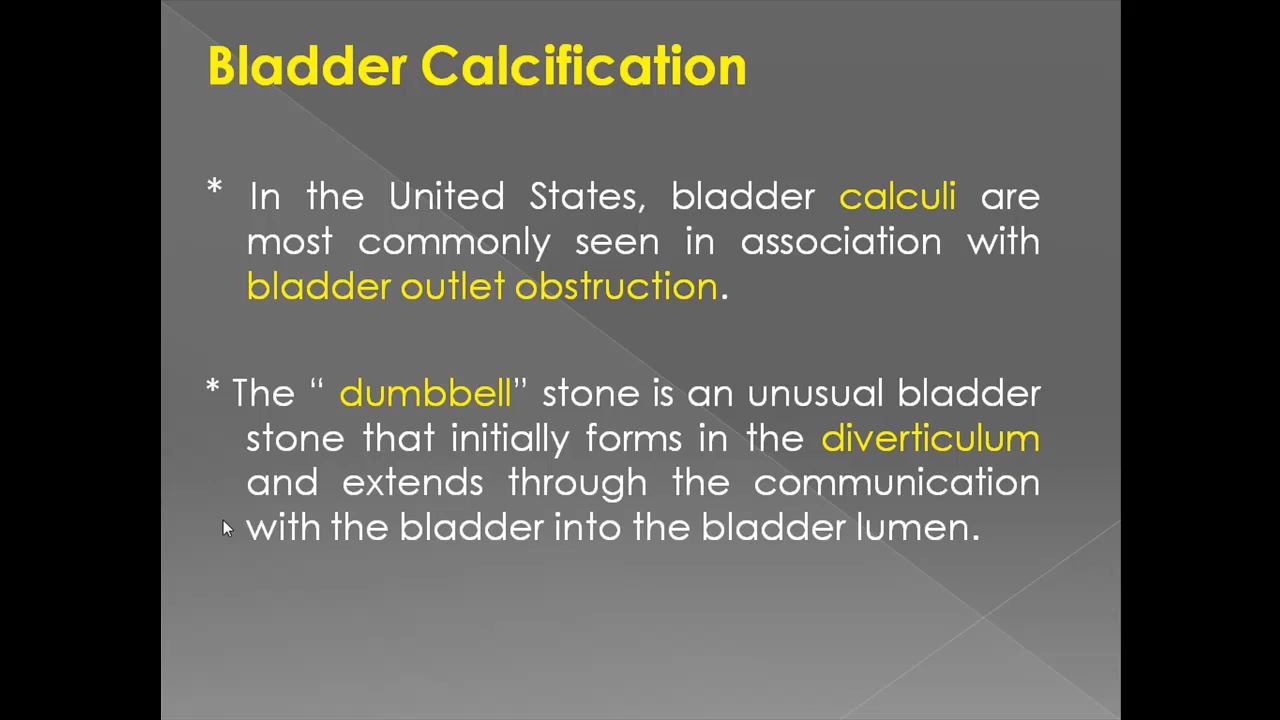 Bladder Calcification
* In the United States, bladder calculi are
most commonly seen in association with
bladder outlet obstruction.
* The “ dumbbell” stone is an unusual bladder
stone that initially forms in the diverticulum
and extends through the communication
with the bladder into the bladder lumen.